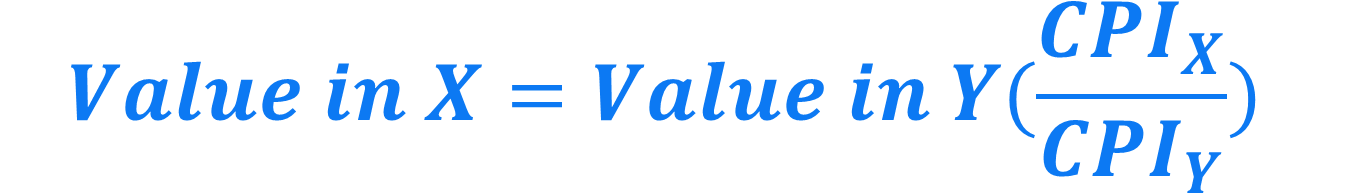 Value in X = Value in Y(CPI_X/CPI_Y)